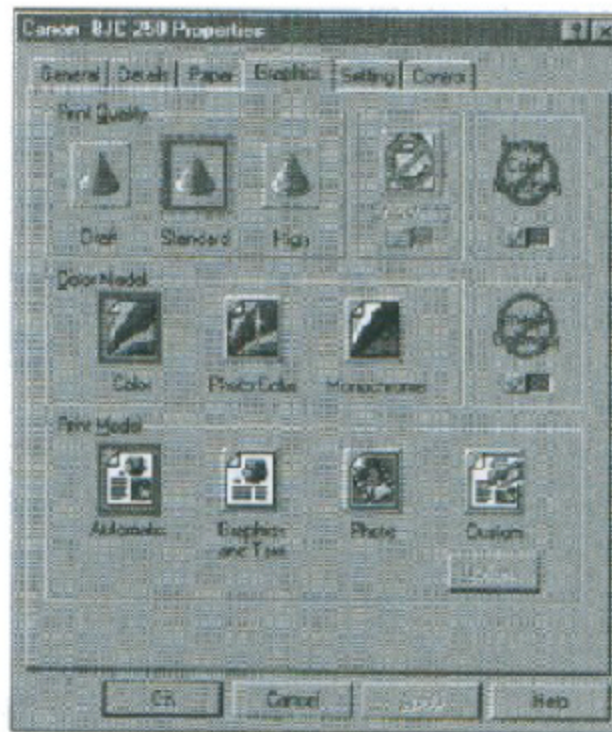 Canon BJC-250 Properties
General Details Paper Graphics Setting Control
Print Quality
Draft Standard High
Color Model
Color Photo Color Monochrome
Print Model
Automatic Graphics and Text Photo Custom
OK Cancel Help